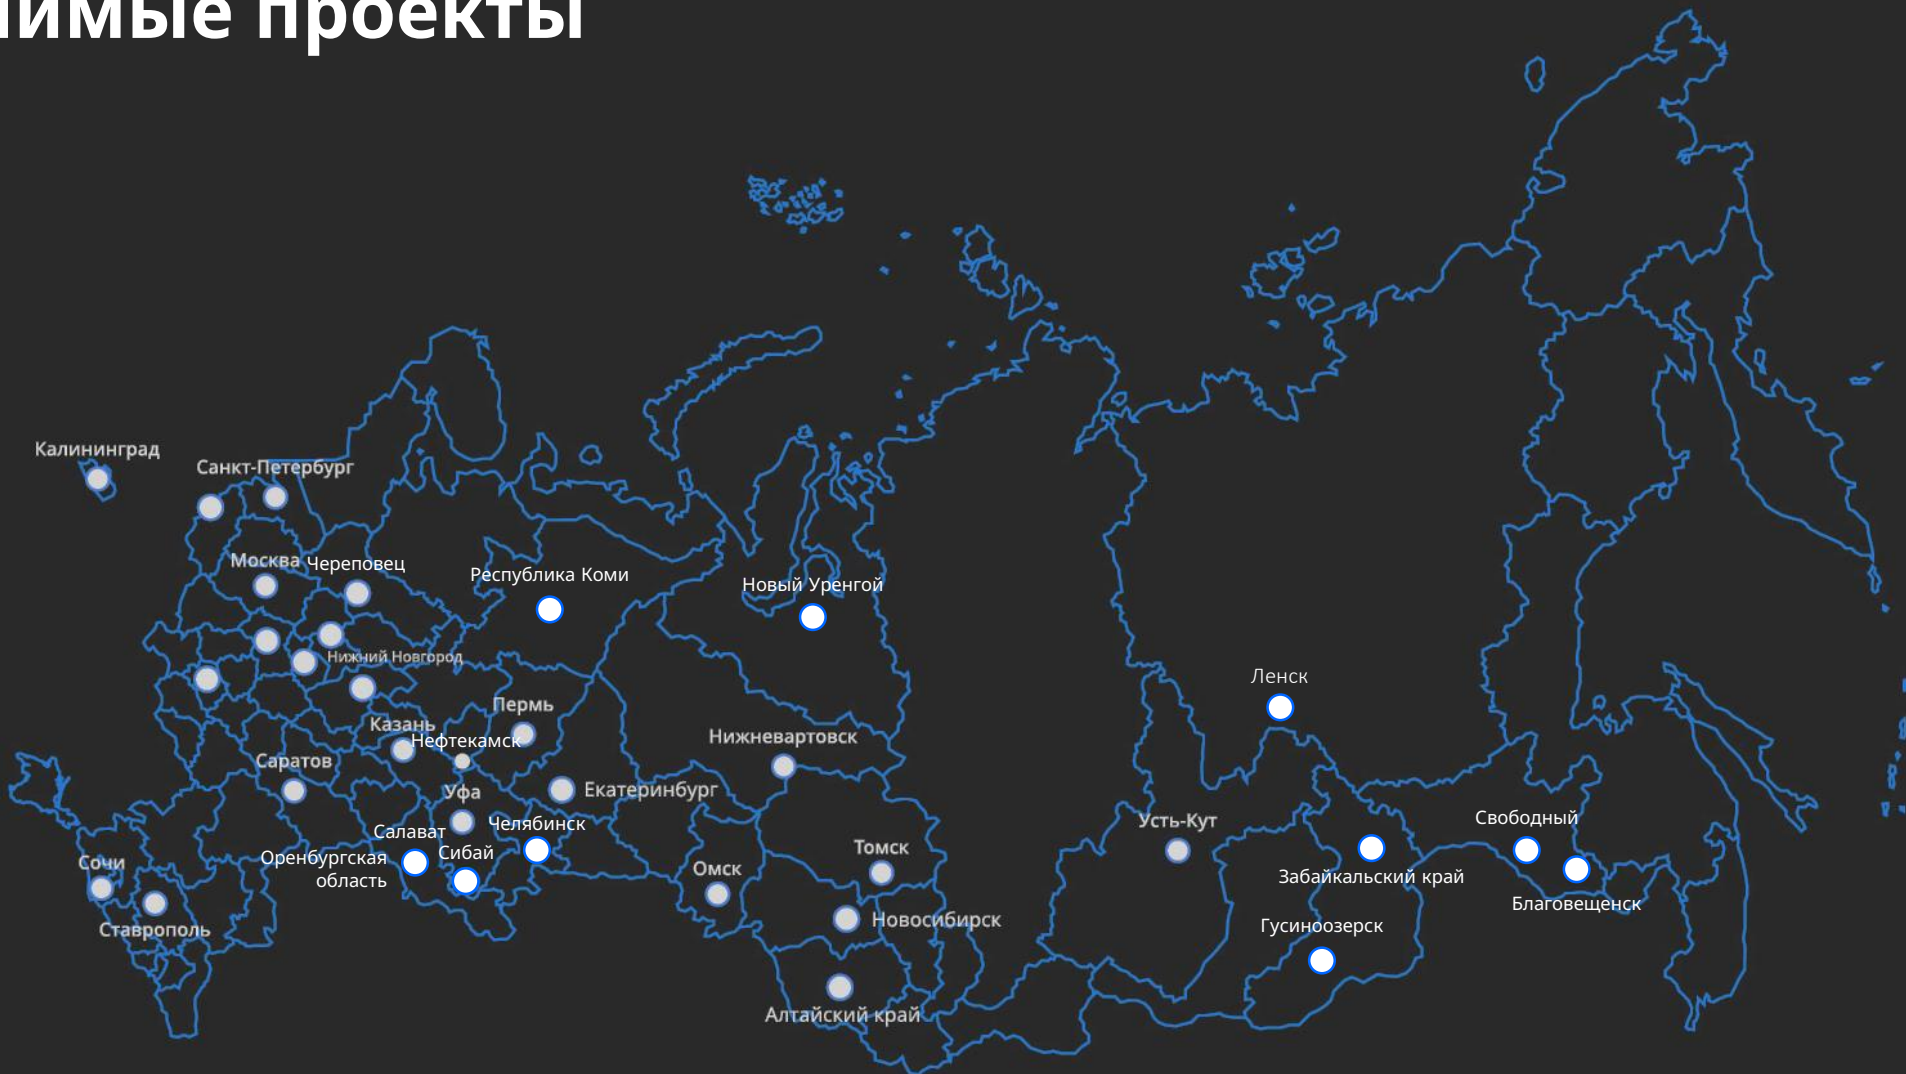 проекты
Калининград
Санкт-Петербург
Москва
Череповец
Республика Коми
Новый Уренгой
Нижний Новгород
Ленск
Пермь
Казань
Нефтекамск
Нижневартовск
Саратов
Уфа
Екатеринбург
Салават
Челябинск
Усть-Кут
Свободный
Оренбургская
область
Сибай
Сочи
Омск
Томск
Забайкальский край
Благовещенск
Ставрополь
Новосибирск
Гусиноозерск
Алтайский край